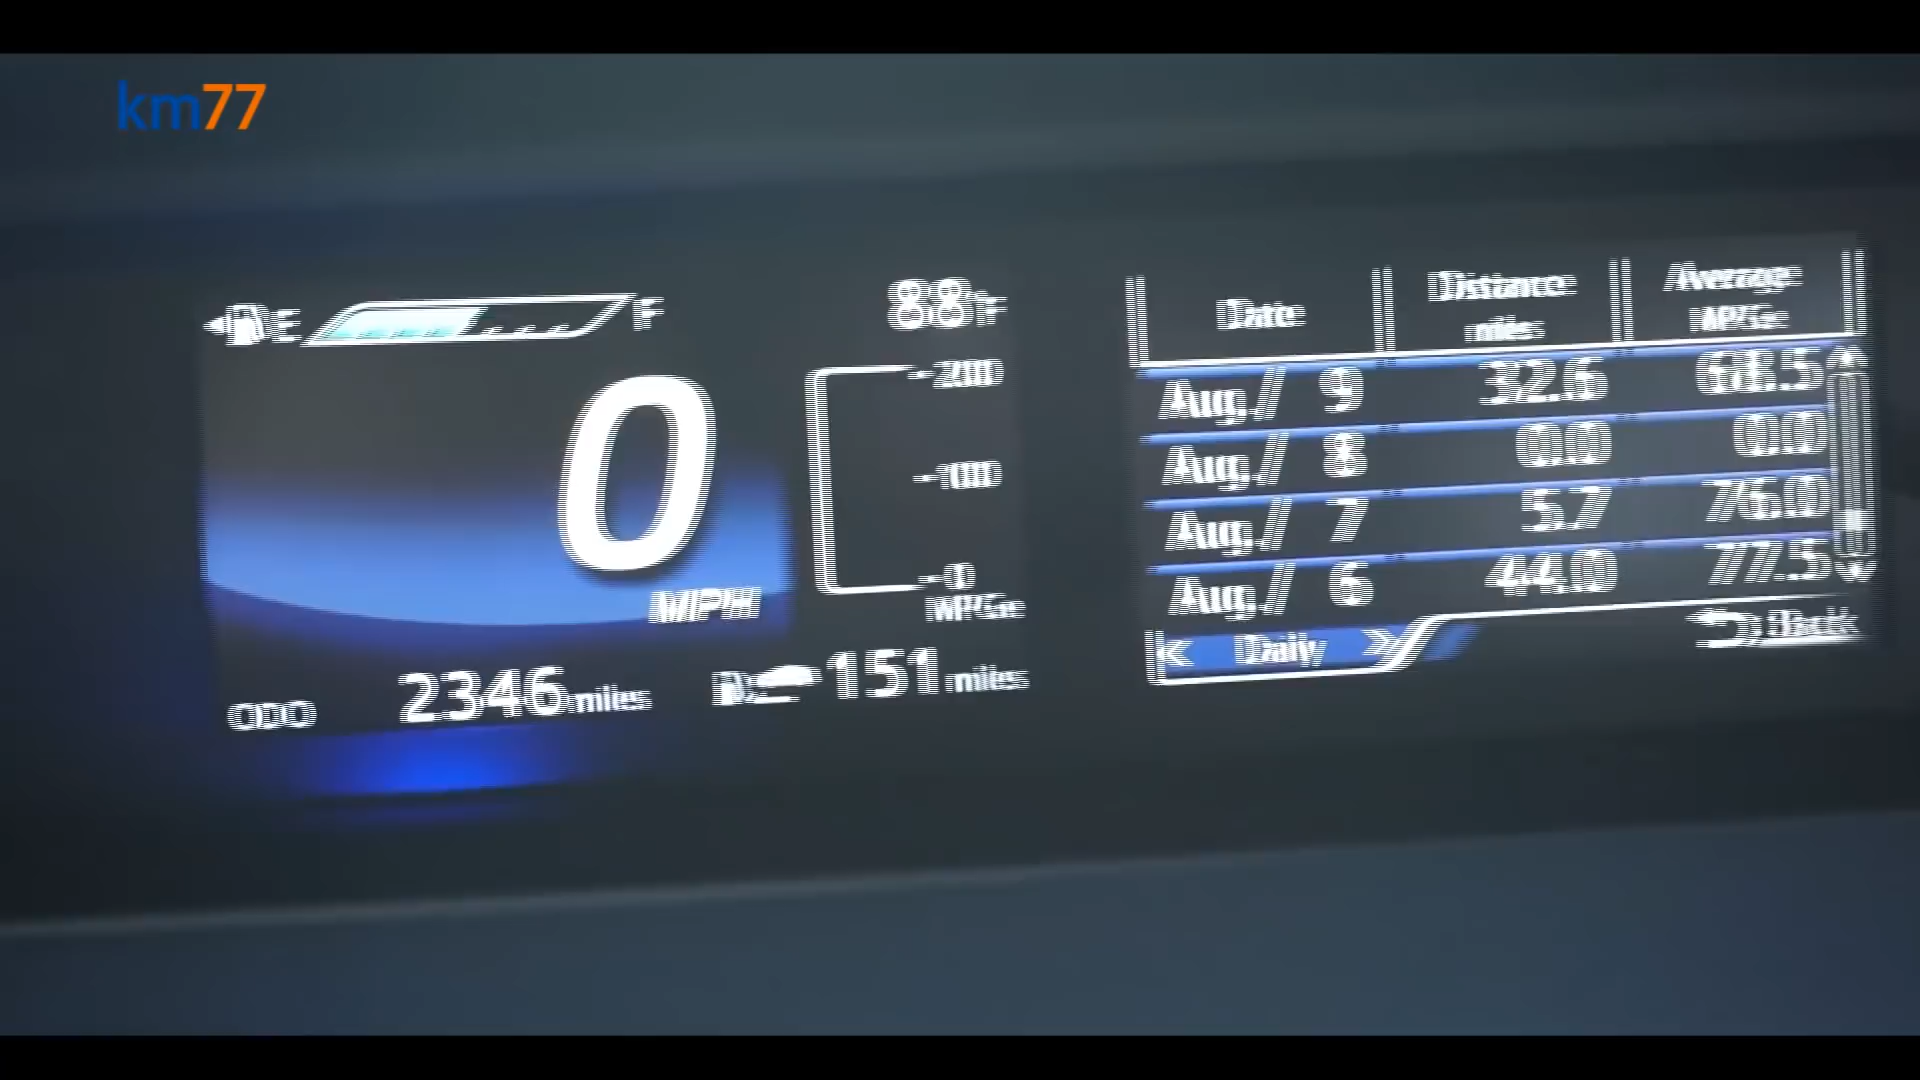 km77
E F
88°F
0
MPH
-200
-100
-0
MPGe
ODO 2346 miles
151 miles
Date Distance miles Average MPGe
Aug./ 9 32.6 68.5
Aug./ 8 0.0 0.0
Aug./ 7 5.7 76.0
Aug./ 6 44.0 77.5
Daily
Back